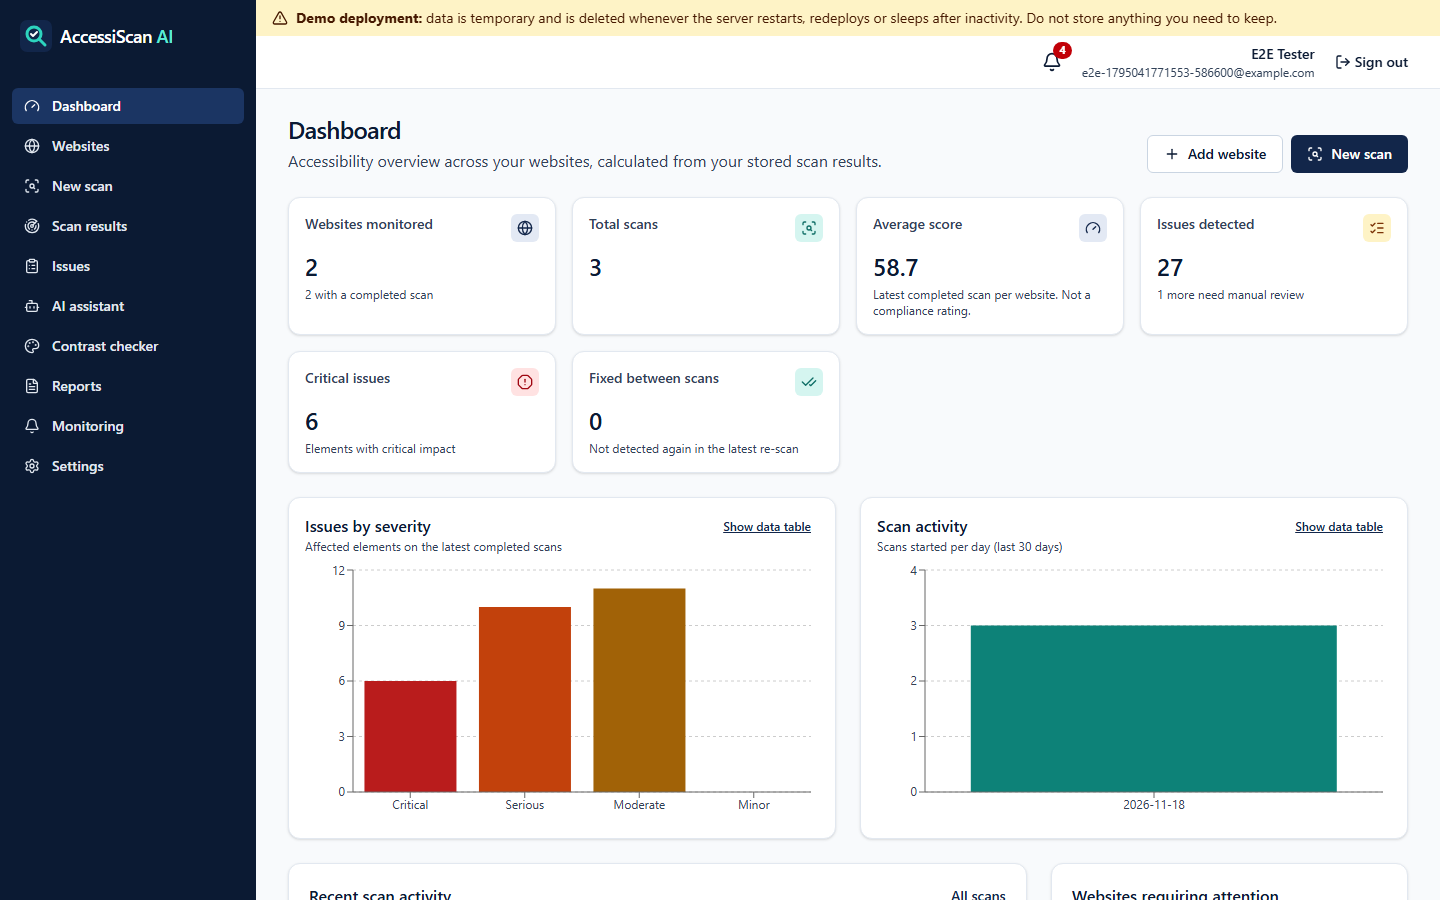 AccessiScan AI
Dashboard
Websites
New scan
Scan results
Issues
AI assistant
Contrast checker
Reports
Monitoring
Settings
Demo deployment: data is temporary and is deleted whenever the server restarts, redeploys or sleeps after inactivity. Do not store anything you need to keep.
4
E2E Tester
e2e-1795041771553-586600@example.com
Sign out
Dashboard
Accessibility overview across your websites, calculated from your stored scan results.
Add website
New scan
Websites monitored
2
2 with a completed scan
Total scans
3
Average score
58.7
Latest completed scan per website. Not a
compliance rating.
Issues detected
27
1 more need manual review
Critical issues
6
Elements with critical impact
Fixed between scans
0
Not detected again in the latest re-scan
Issues by severity
Show data table
Affected elements on the latest completed scans
12
9
6
3
0
Critical
Serious
Moderate
Minor
Scan activity
Show data table
Scans started per day (last 30 days)
4
3
2
1
0
2026-11-18
Recent scan activity
All scans
Websites requiring attention